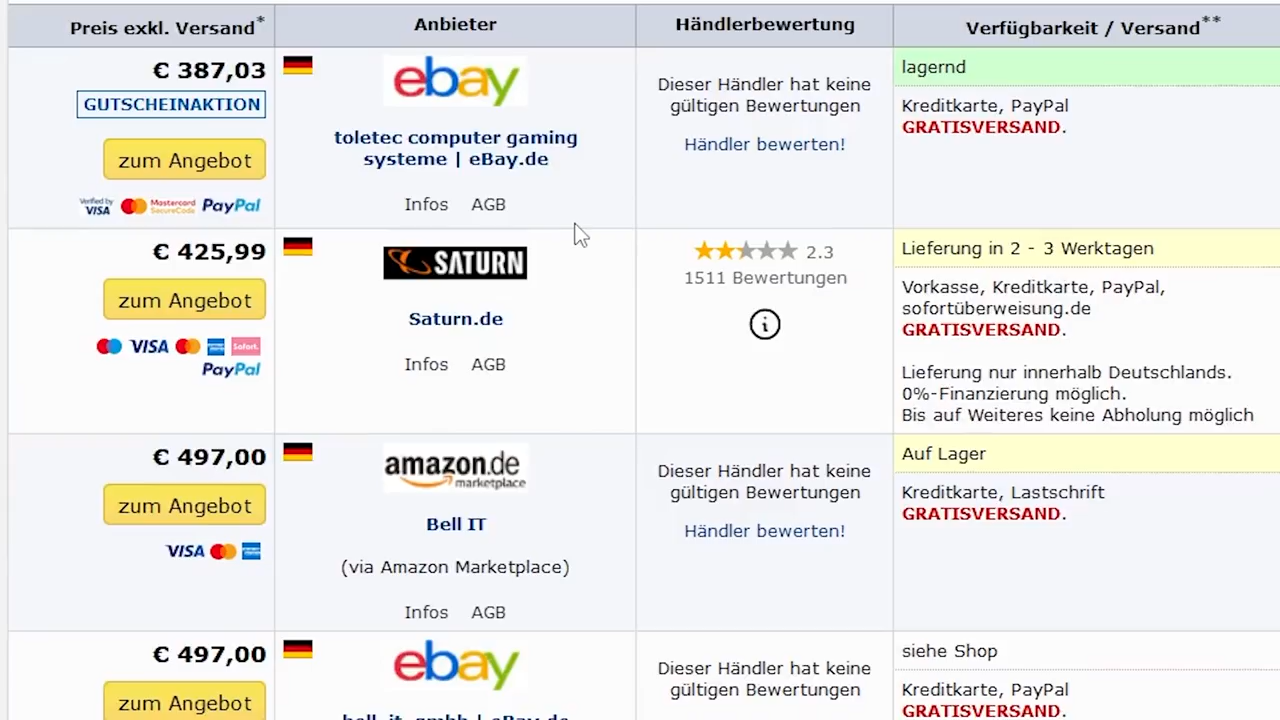 Preis exkl. Versand*
Anbieter
Händlerbewertung
Verfügbarkeit / Versand**
€ 387,03
GUTSCHEINAKTION
zum Angebot
Verified by
VISA
Mastercard
SecureCode
PayPal
ebay
toletec computer gaming
systeme | eBay.de
Infos AGB
Dieser Händler hat keine
gültigen Bewertungen
Händler bewerten!
lagernd
Kreditkarte, PayPal
GRATISVERSAND.
€ 425,99
zum Angebot
VISA
Sofort.
PayPal
SATURN
Saturn.de
Infos AGB
2.3
1511 Bewertungen
Lieferung in 2 - 3 Werktagen
Vorkasse, Kreditkarte, PayPal,
sofortüberweisung.de
GRATISVERSAND.
Lieferung nur innerhalb Deutschlands.
0%-Finanzierung möglich.
Bis auf Weiteres keine Abholung möglich
€ 497,00
zum Angebot
VISA
amazon.de
marketplace
Bell IT
(via Amazon Marketplace)
Infos AGB
Dieser Händler hat keine
gültigen Bewertungen
Händler bewerten!
Auf Lager
Kreditkarte, Lastschrift
GRATISVERSAND.
€ 497,00
zum Angebot
ebay
Dieser Händler hat keine
gültigen Bewertungen
siehe Shop
Kreditkarte, PayPal
GRATISVERSAND.